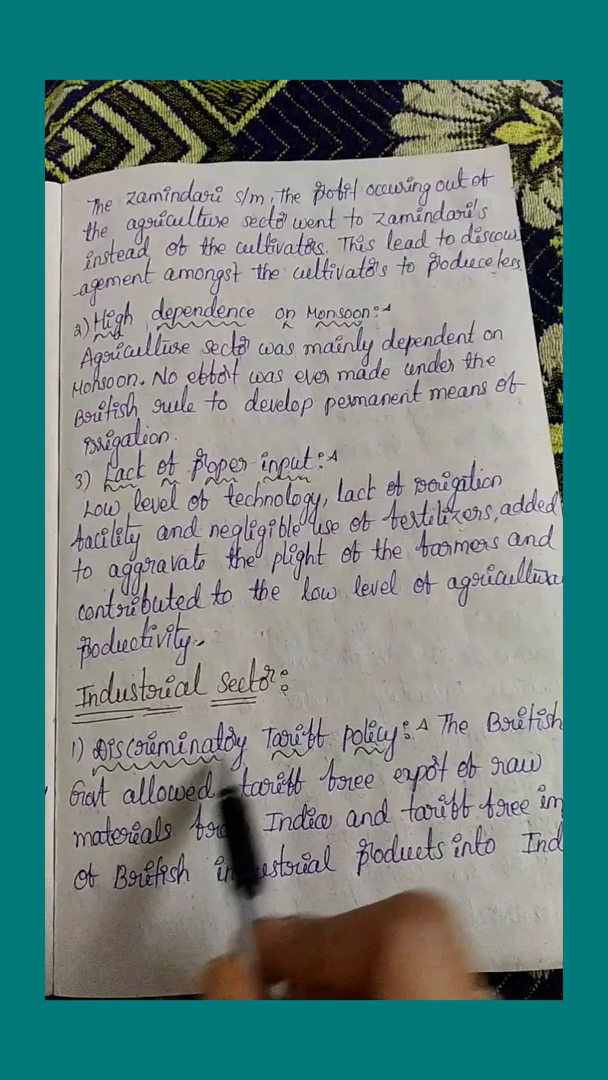 The zamindari s/m, the profit occuring out of
the agriculture sector went to zamindari's
instead of the cultivators. This lead to discou
-agement amongst the cultivators to produce less.
2) High dependence on Monsoon:-
Agriculture sector was mainly dependent on
Monsoon. No effort was ever made under the
British rule to develop permanent means of
irrigation.
3) Lack of proper input:-
Low level of technology, lack of irrigation
facility and negligible use of fertilizers, added
to aggravate the plight of the farmers and
contributed to the low level of agricultura
productivity.
Industrial Sector:
1) Discriminatory Tariff policy:- The British
Govt allowed tariff free export of raw
materials from India and tariff free im
of British industrial products into Ind